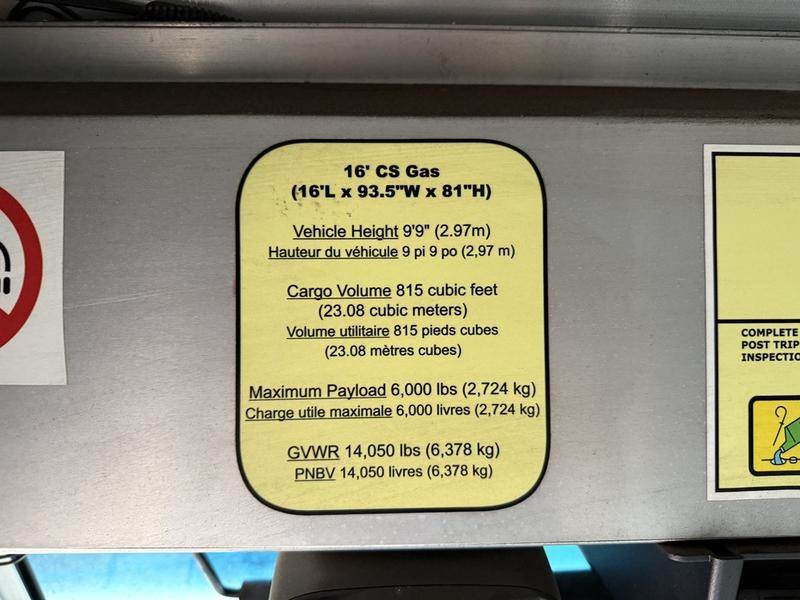 16' CS Gas
(16'L x 93.5"W x 81"H)
Vehicle Height 9'9" (2.97m)
Hauteur du véhicule 9 pi 9 po (2,97 m)
Cargo Volume 815 cubic feet
(23.08 cubic meters)
Volume utilitaire 815 pieds cubes
(23.08 mètres cubes)
Maximum Payload 6,000 lbs (2,724 kg)
Charge utile maximale 6,000 livres (2,724 kg)
GVWR 14,050 lbs (6,378 kg)
PNBV 14,050 livres (6,378 kg)
COMPLETE
POST TRIP